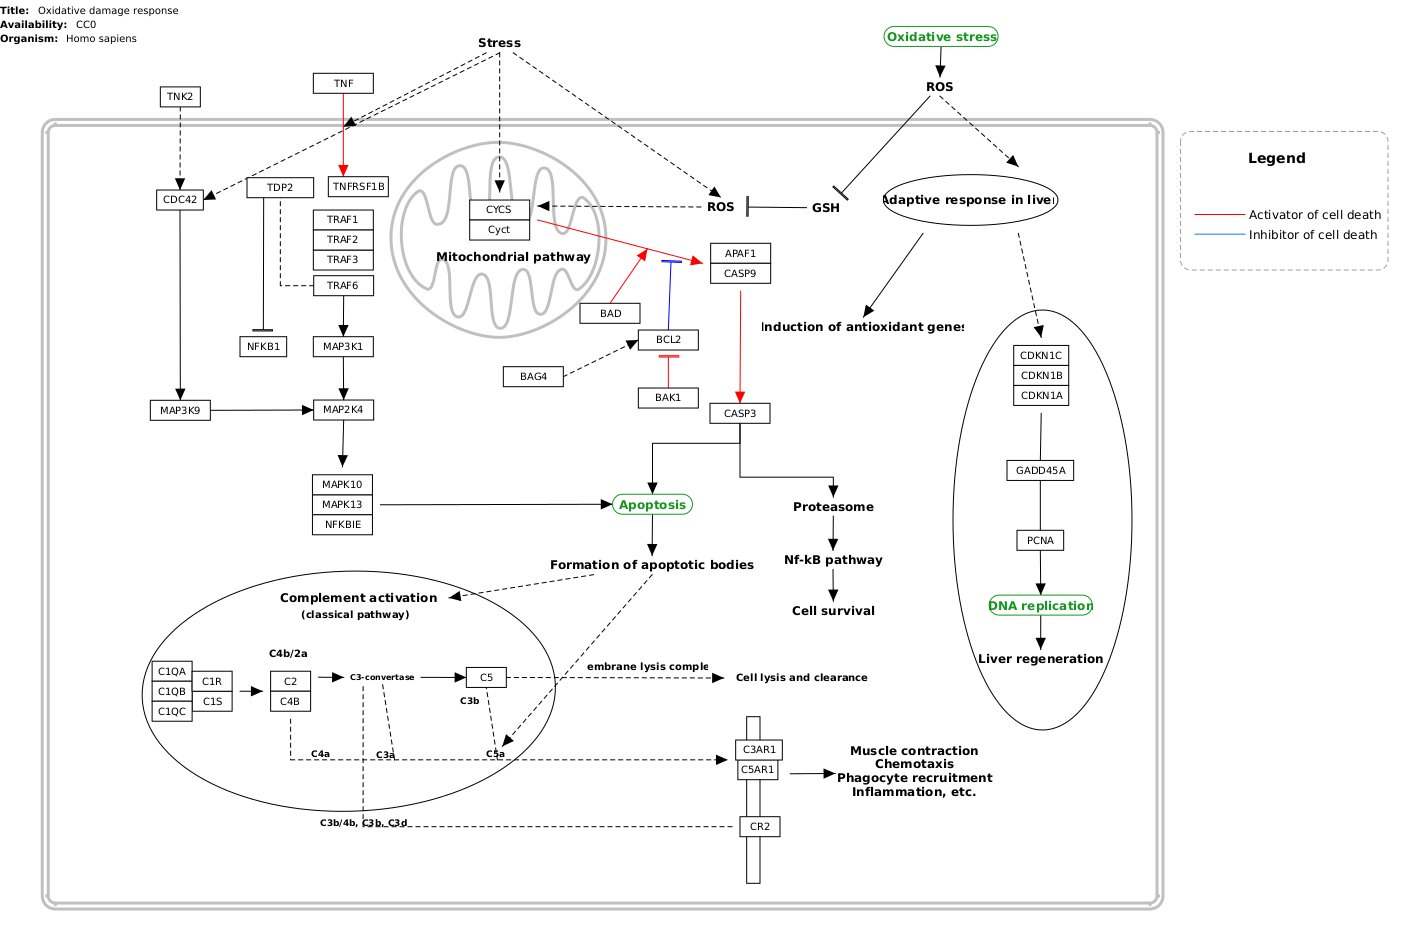 Title: Oxidative damage response
Availability: CC0
Organism: Homo sapiens
Stress
Oxidative stress
TNF
ROS
TNK2
Legend
Activator of cell death
Inhibitor of cell death
CDC42
TDP2
TNFRSF1B
TRAF1
TRAF2
TRAF3
TRAF6
CYCS
Cyct
Mitochondrial pathway
ROS
GSH
Adaptive response in liver
APAF1
CASP9
BAD
BCL2
Induction of antioxidant genes
NFKB1
MAP3K1
BAG4
BAK1
CDKN1C
CDKN1B
CDKN1A
MAP3K9
MAP2K4
CASP3
GADD45A
MAPK10
MAPK13
NFKBIE
Apoptosis
Proteasome
PCNA
Formation of apoptotic bodies
Nf-kB pathway
Cell survival
DNA replication
Liver regeneration
Complement activation
(classical pathway)
C4b/2a
C1QA
C1QB
C1QC
C1R
C1S
C2
C4B
C3-convertase
C5
C3b
embrane lysis comple
Cell lysis and clearance
C4a
C3a
C5a
C3AR1
C5AR1
Muscle contraction
Chemotaxis
Phagocyte recruitment
Inflammation, etc.
C3b/4b, C3b, C3d
CR2